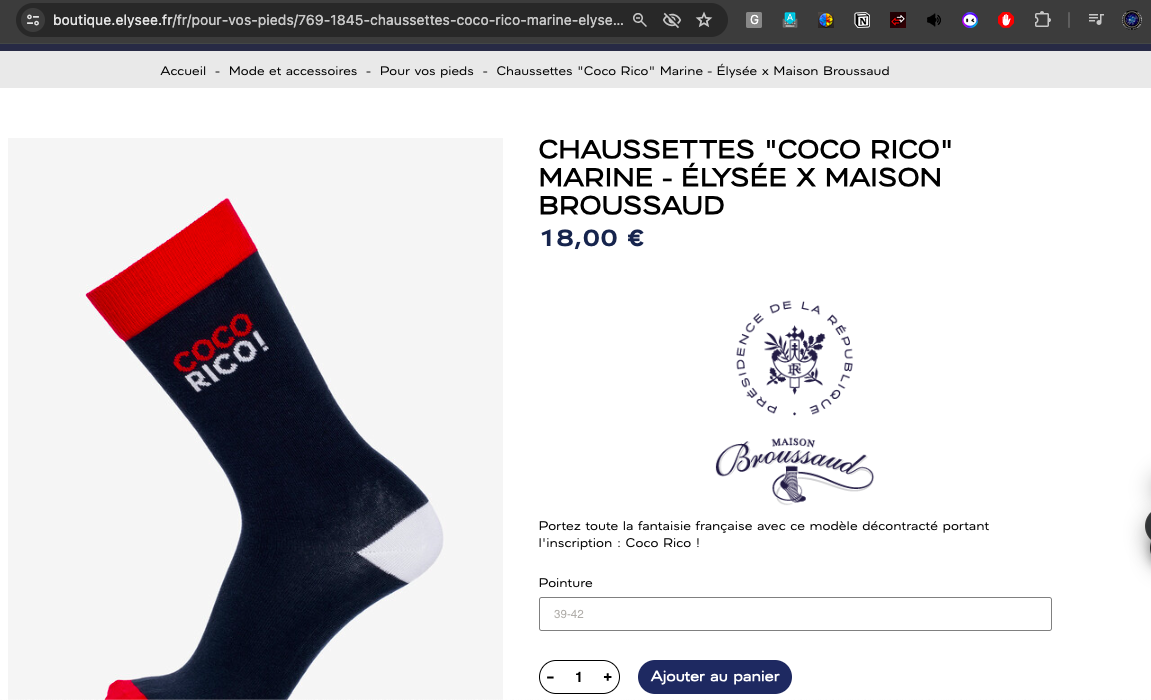 boutique.elysee.fr/fr/pour-vos-pieds/769-1845-chaussettes-coco-rico-marine-elyse...
Accueil - Mode et accessoires - Pour vos pieds - Chaussettes "Coco Rico" Marine - Élysée x Maison Broussaud
COCO
RICO!
CHAUSSETTES "COCO RICO"
MARINE - ÉLYSÉE X MAISON
BROUSSAUD
18,00 €
PRÉSIDENCE DE LA RÉPUBLIQUE
RF
MAISON
Broussaud
Portez toute la fantaisie française avec ce modèle décontracté portant
l'inscription : Coco Rico !
Pointure
39-42
- 1 +
Ajouter au panier